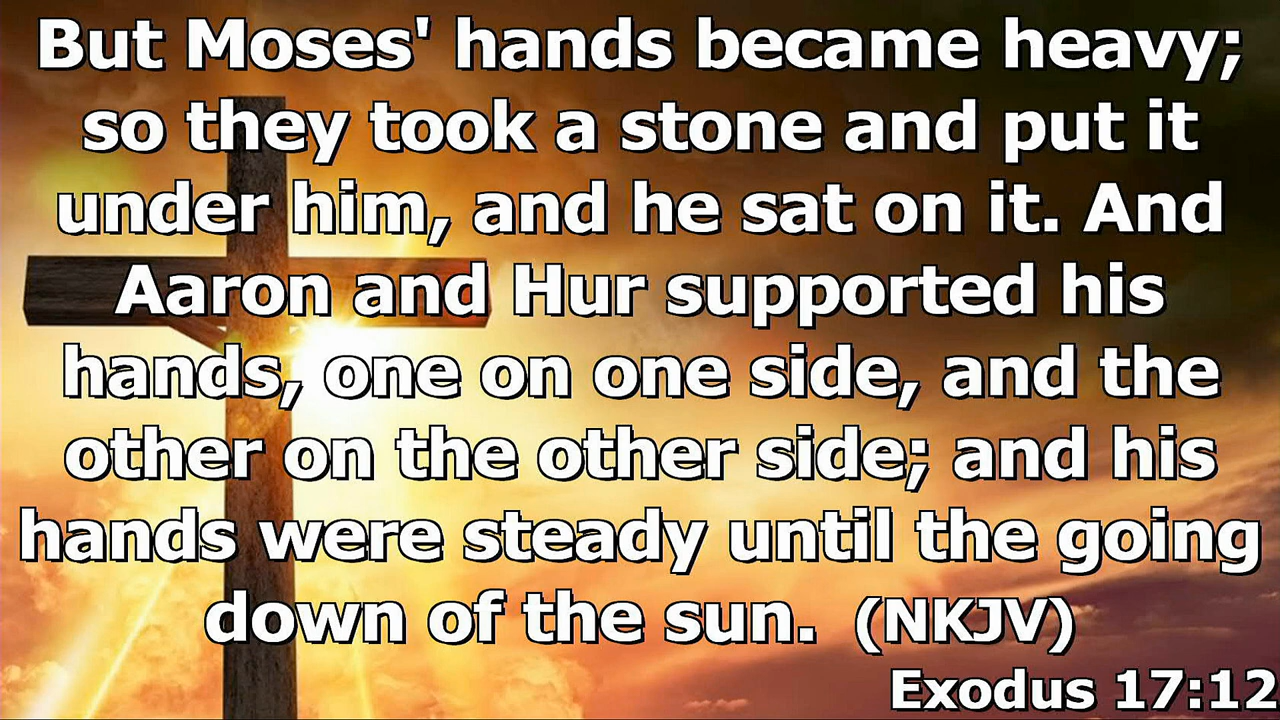 But Moses' hands became heavy;
so they took a stone and put it
under him, and he sat on it. And
Aaron and Hur supported his
hands, one on one side, and the
other on the other side; and his
hands were steady until the going
down of the sun.  (NKJV)
Exodus 17:12